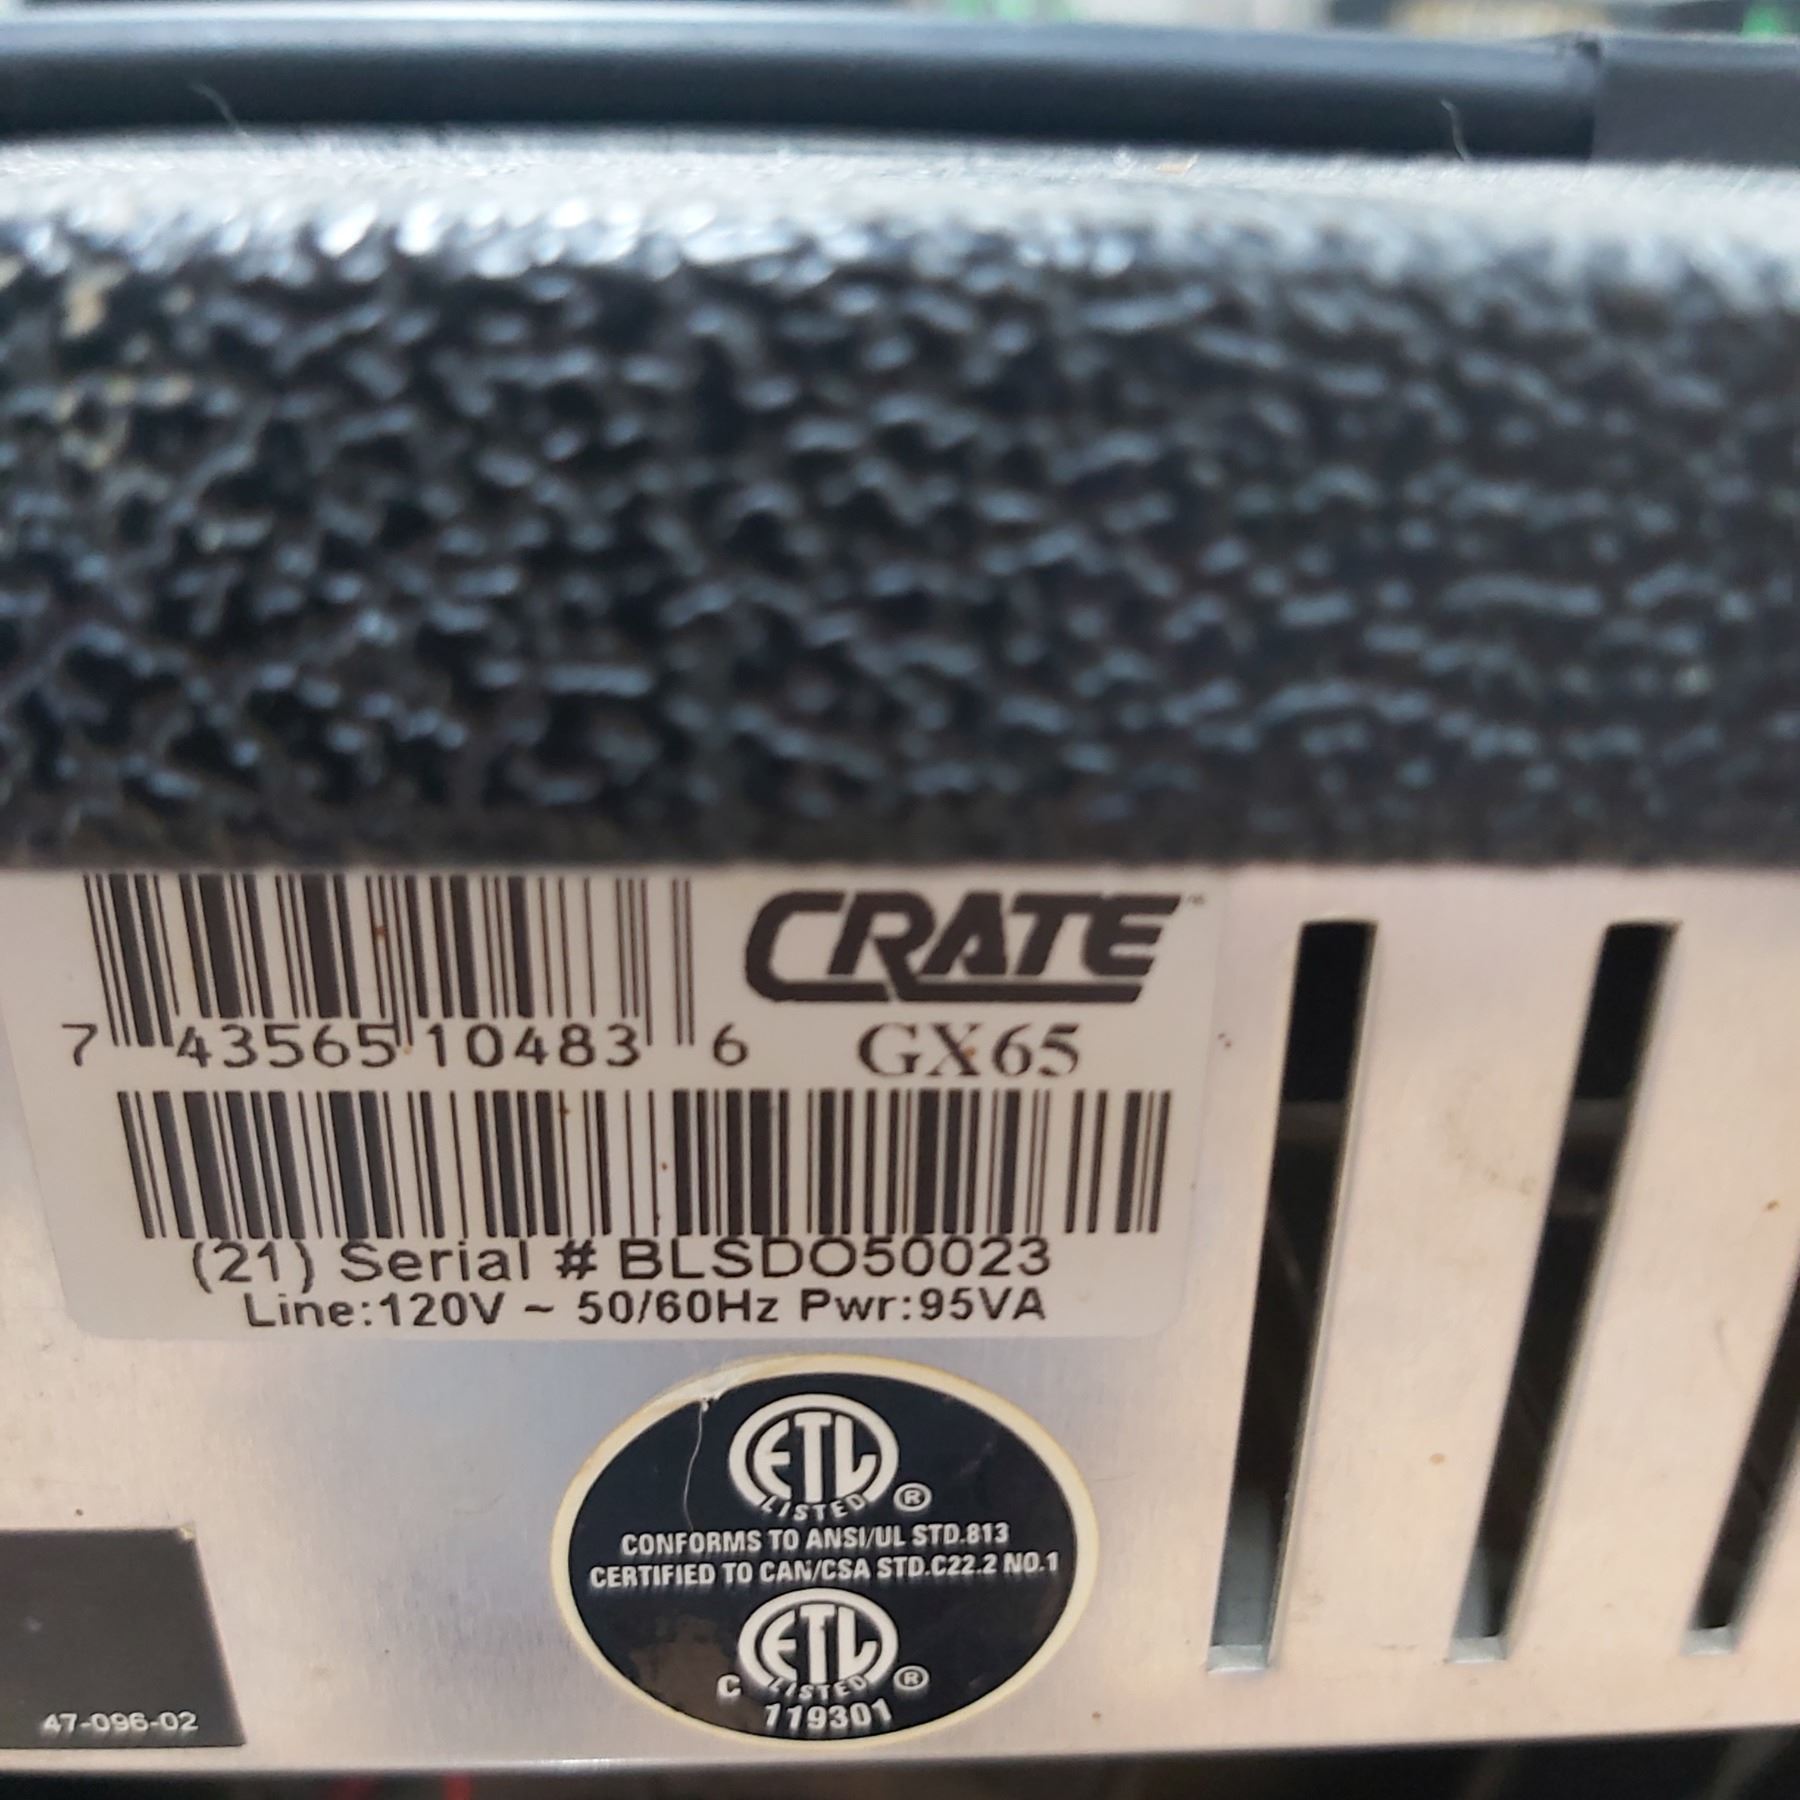 CRATE™
7 43565 10483 6
GX65
(21) Serial # BLSDO50023
Line:120V ~ 50/60Hz Pwr:95VA
ETL
LISTED ®
CONFORMS TO ANSI/UL STD.813
CERTIFIED TO CAN/CSA STD.C22.2 NO.1
C ETL
LISTED ®
119301
47-096-02